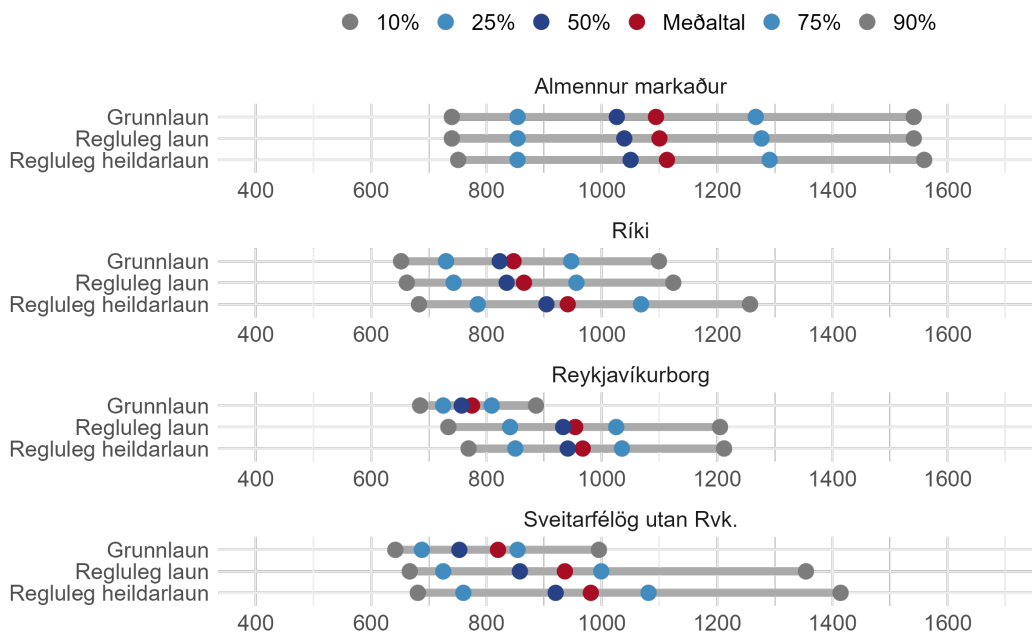 10% 25% 50% Meðaltal 75% 90%
Almennur markaður
Grunnlaun
Regluleg laun
Regluleg heildarlaun
400 600 800 1000 1200 1400 1600
Ríki
Grunnlaun
Regluleg laun
Regluleg heildarlaun
400 600 800 1000 1200 1400 1600
Reykjavíkurborg
Grunnlaun
Regluleg laun
Regluleg heildarlaun
400 600 800 1000 1200 1400 1600
Sveitarfélög utan Rvk.
Grunnlaun
Regluleg laun
Regluleg heildarlaun
400 600 800 1000 1200 1400 1600